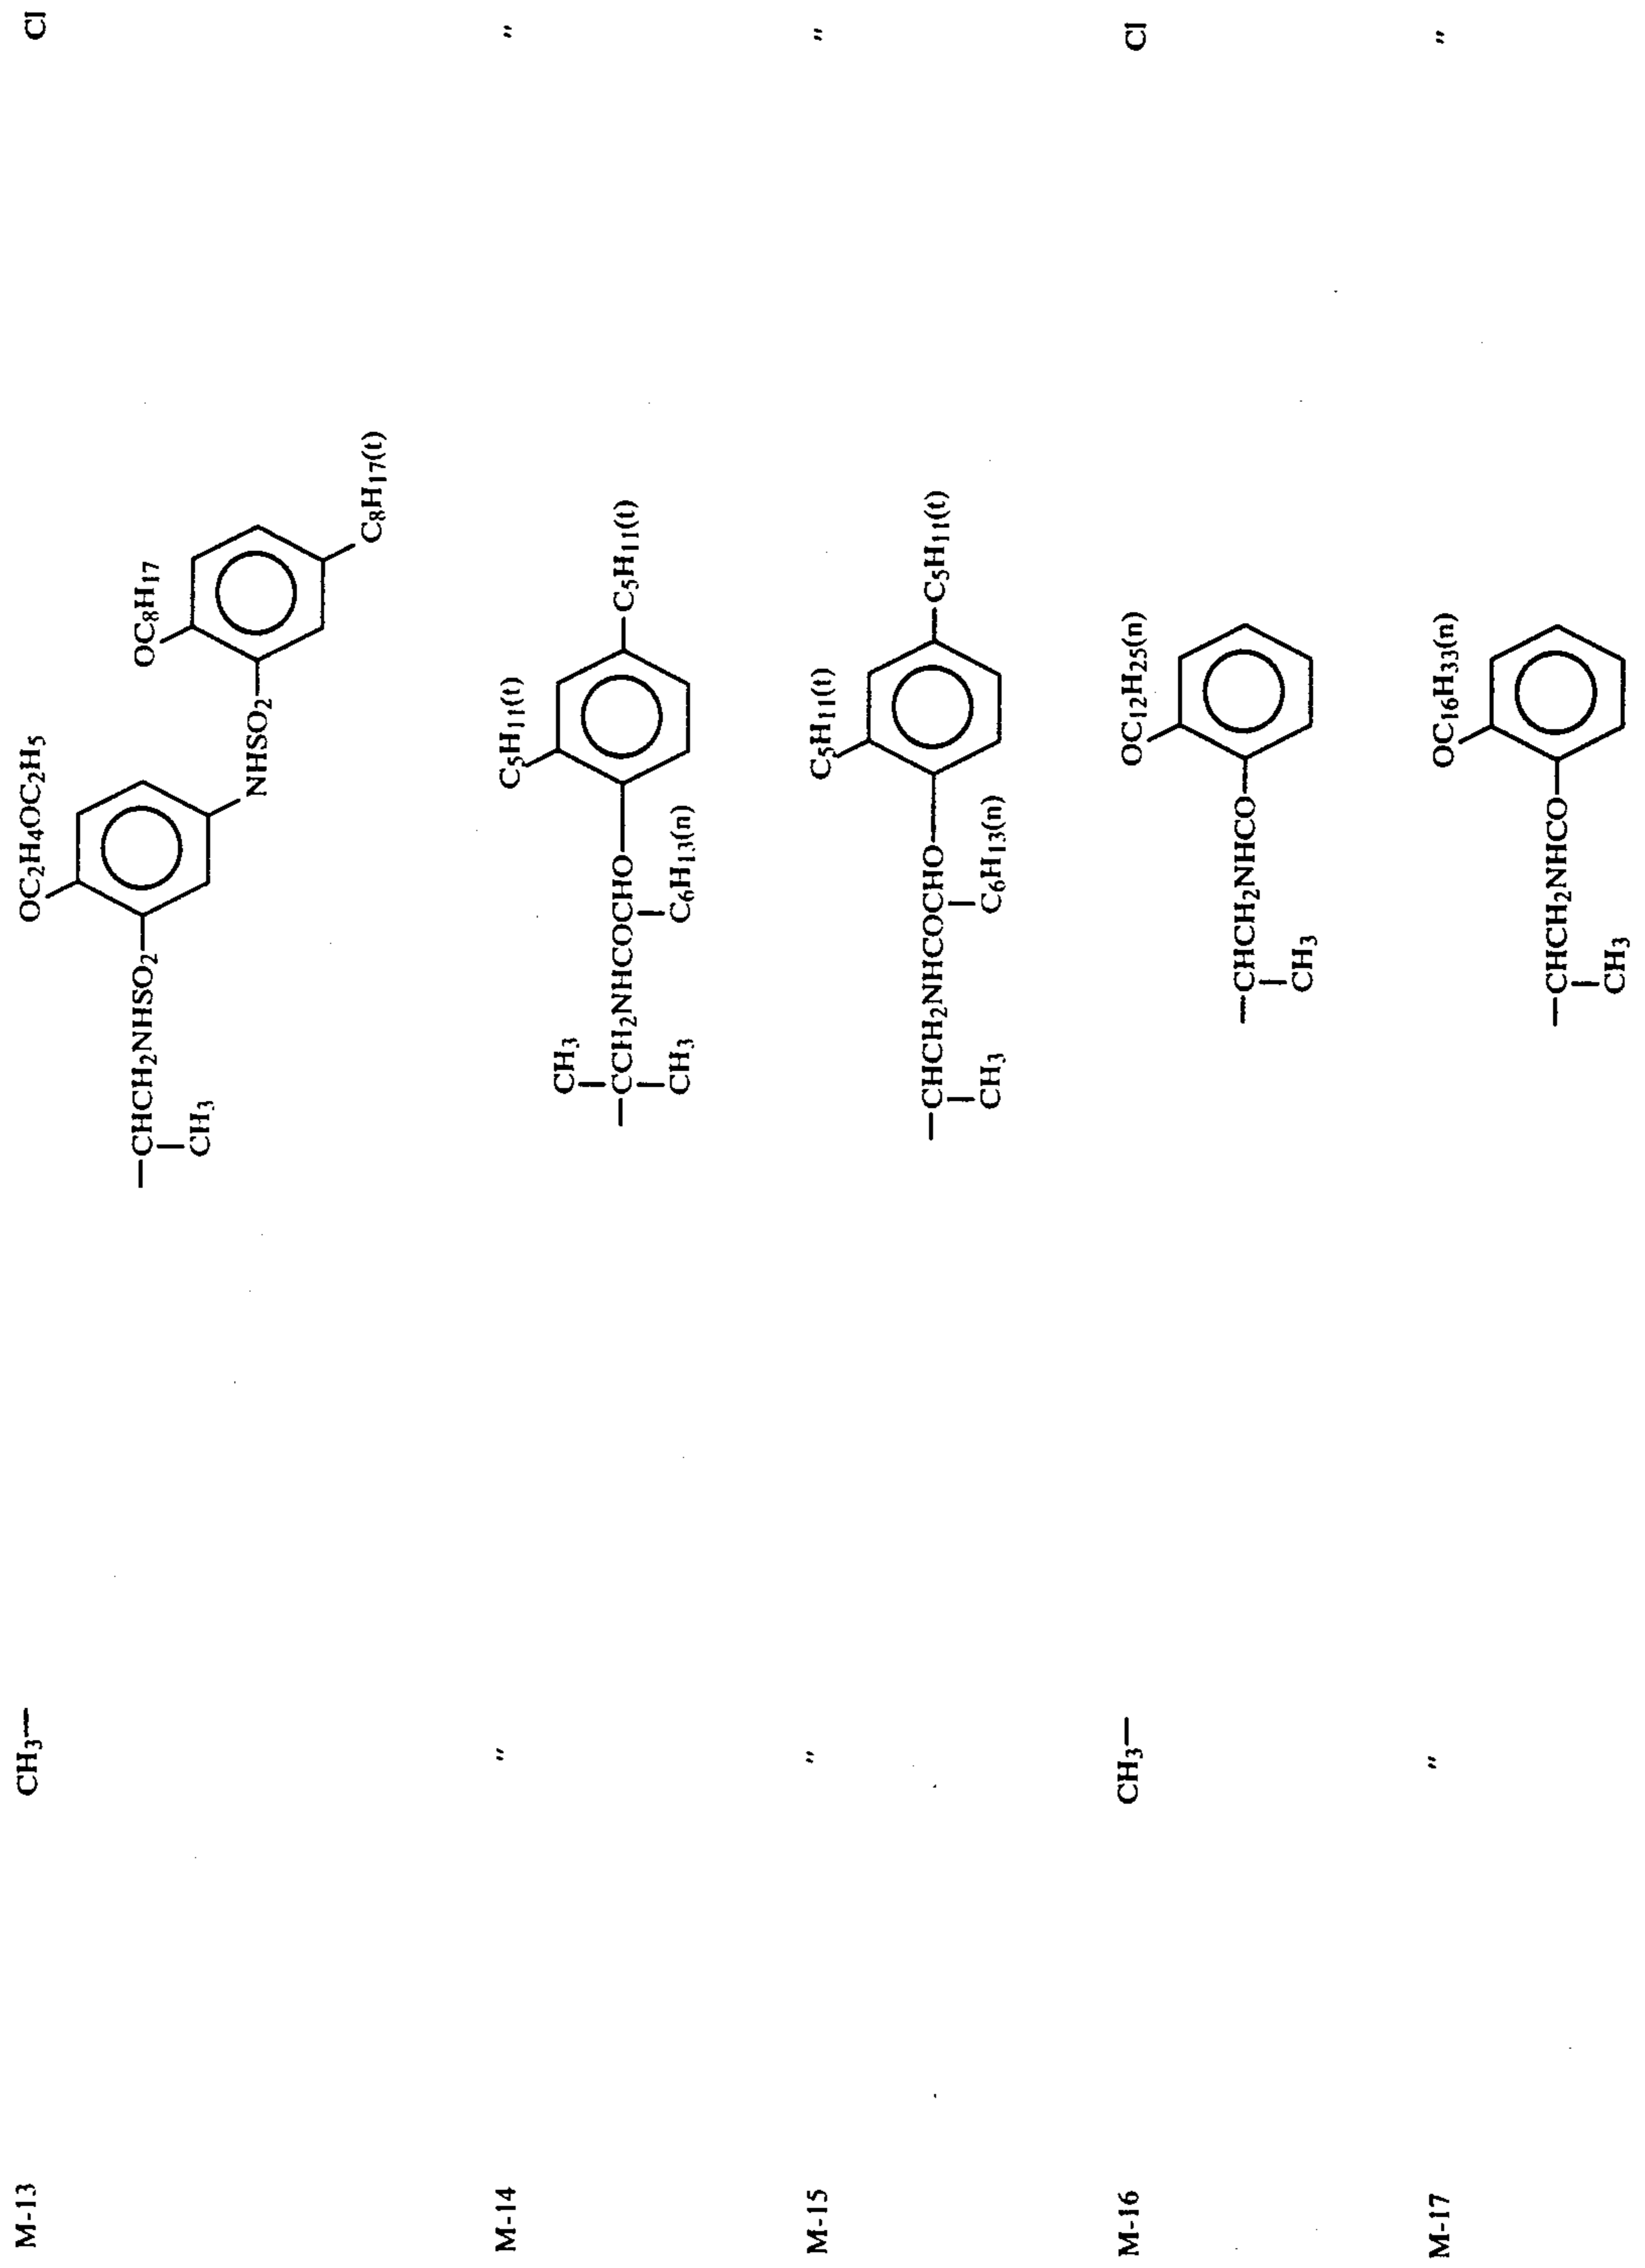 M-13 CH3— OC2H4OC2H5 Cl
OC8H17
—CHCH2NHSO2
CH3
NHSO2
C8H17(t)
M-14 " C5H11(t) "
CH3
—CCH2NHCOCHO C5H11(t)
CH3 C6H13(n)
M-15 " C5H11(t) "
—CHCH2NHCOCHO C5H11(t)
CH3 C6H13(n)
M-16 CH3— OC12H25(n) Cl
—CHCH2NHCO
CH3
M-17 " OC16H33(n) "
—CHCH2NHCO
CH3